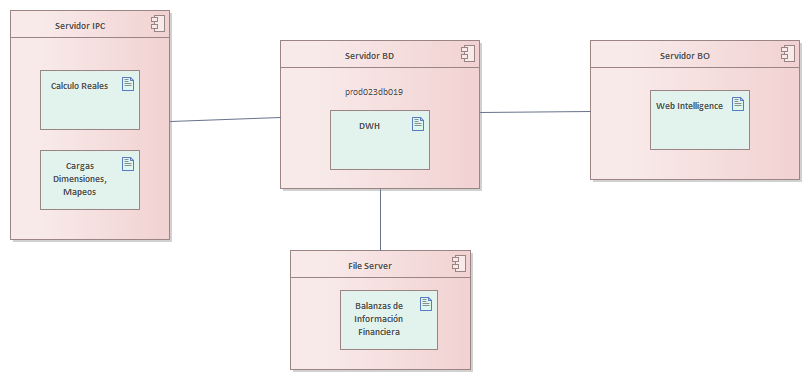 Servidor IPC
Calculo Reales
Cargas
Dimensiones,
Mapeos
Servidor BD
prod023db019
DWH
Servidor BO
Web Intelligence
File Server
Balanzas de
Información
Financiera